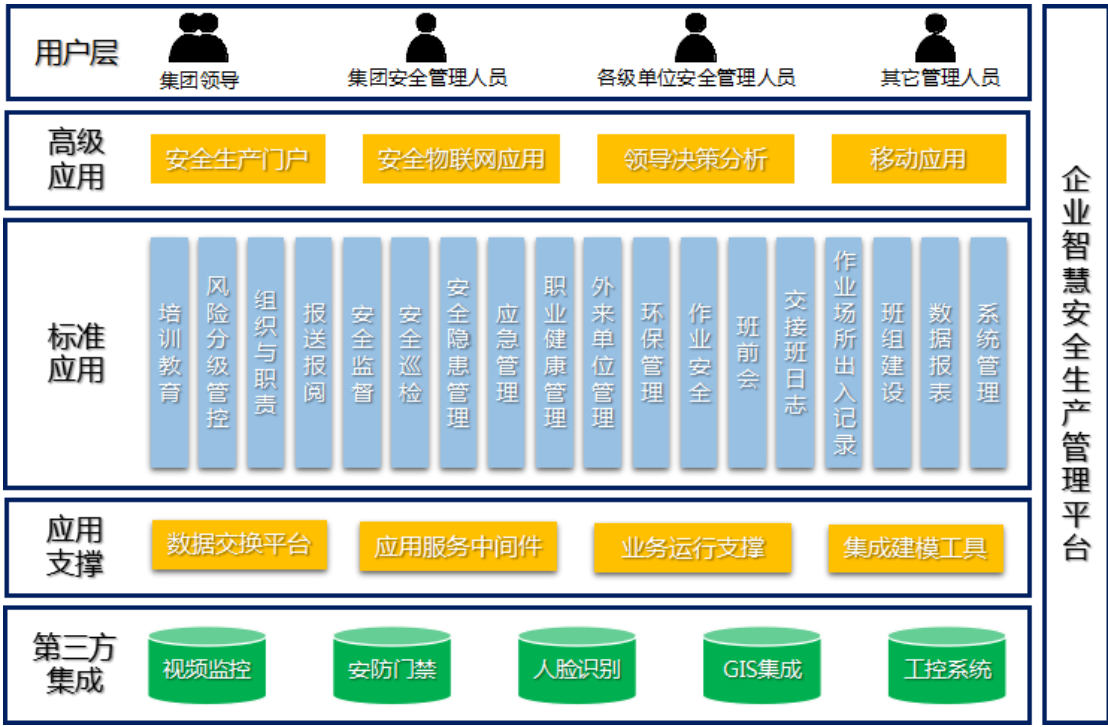 用户层
集团领导
集团安全管理人员
各级单位安全管理人员
其它管理人员
高级
应用
安全生产门户
安全物联网应用
领导决策分析
移动应用
标准
应用
培训教育
风险分级管控
组织与职责
报送报阅
安全监督
安全巡检
安全隐患管理
应急管理
职业健康管理
外来单位管理
环保管理
作业安全
班前会
交接班日志
作业场所出入记录
班组建设
数据报表
系统管理
应用
支撑
数据交换平台
应用服务中间件
业务运行支撑
集成建模工具
第三方
集成
视频监控
安防门禁
人脸识别
GIS集成
工控系统
企业智慧安全生产管理平台